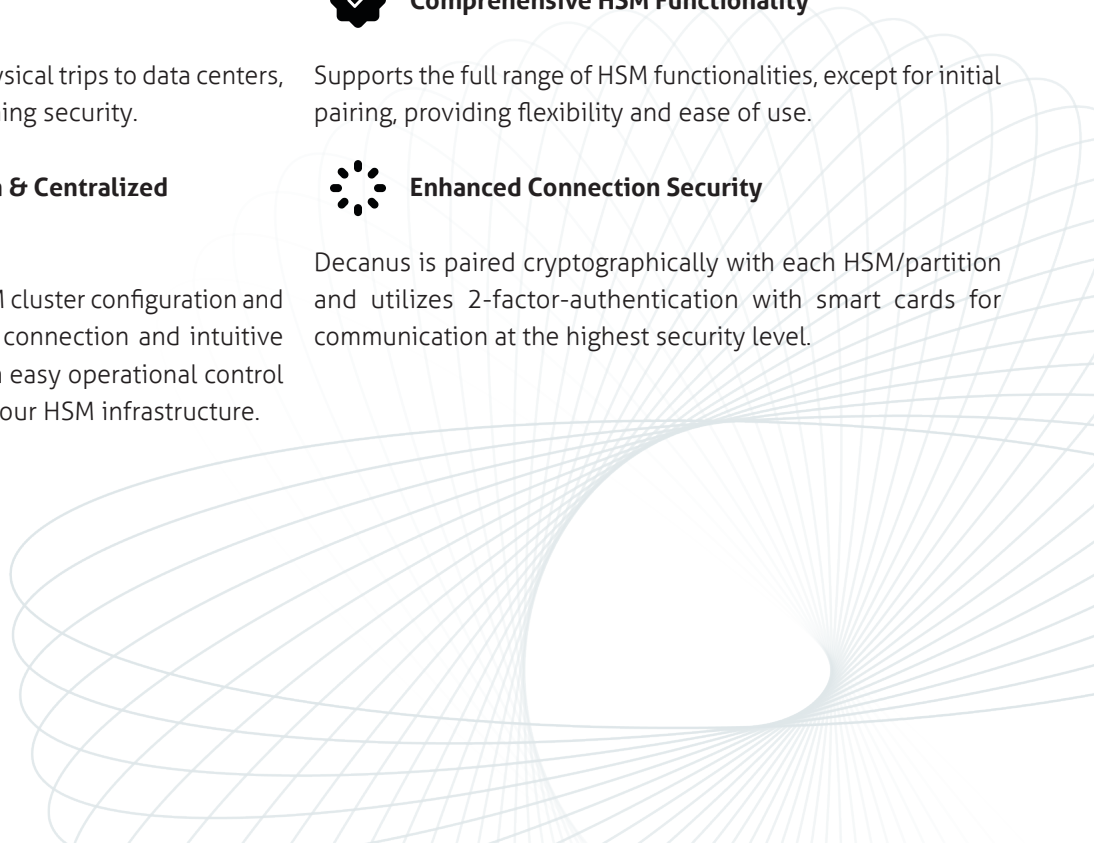 ysical trips to data centers,
ing security.
& Centralized
cluster configuration and
connection and intuitive
easy operational control
our HSM infrastructure.
Comprehensive HSM Functionality
Supports the full range of HSM functionalities, except for initial
pairing, providing flexibility and ease of use.
Enhanced Connection Security
Decanus is paired cryptographically with each HSM/partition
and utilizes 2-factor-authentication with smart cards for
communication at the highest security level.